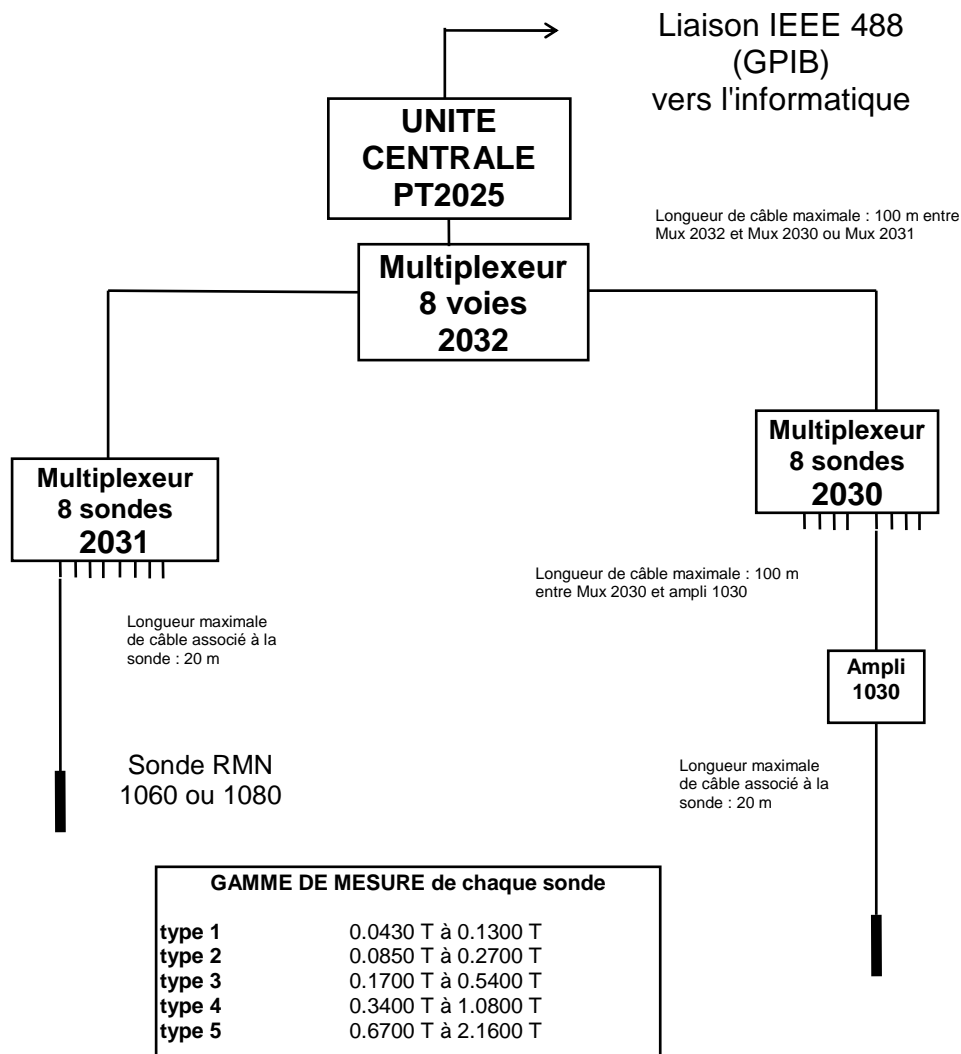 Liaison IEEE 488
(GPIB)
vers l'informatique
UNITE
CENTRALE
PT2025
Longueur de câble maximale : 100 m entre
Mux 2032 et Mux 2030 ou Mux 2031
Multiplexeur
8 voies
2032
Multiplexeur
8 sondes
2030
Multiplexeur
8 sondes
2031
Longueur de câble maximale : 100 m
entre Mux 2030 et ampli 1030
Longueur maximale
de câble associé à la
sonde : 20 m
Ampli
1030
Sonde RMN
1060 ou 1080
Longueur maximale
de câble associé à la
sonde : 20 m
GAMME DE MESURE de chaque sonde
type 1 0.0430 T à 0.1300 T
type 2 0.0850 T à 0.2700 T
type 3 0.1700 T à 0.5400 T
type 4 0.3400 T à 1.0800 T
type 5 0.6700 T à 2.1600 T